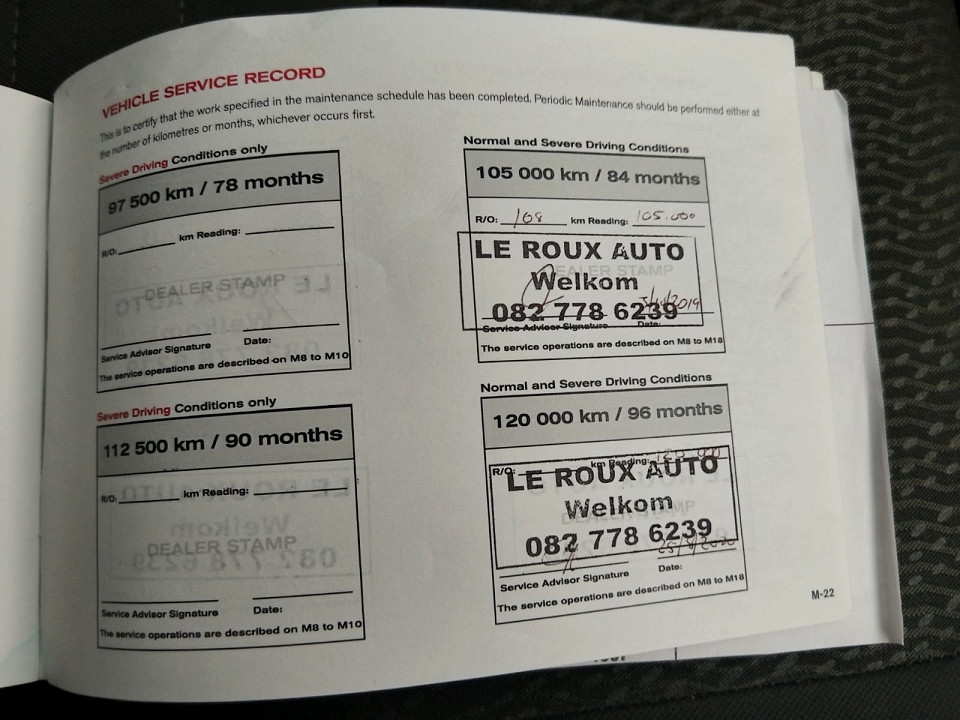 VEHICLE SERVICE RECORD
This is to certify that the work specified in the maintenance schedule has been completed. Periodic Maintenance should be performed either at
the number of kilometres or months, whichever occurs first.
Severe Driving Conditions only
97 500 km / 78 months
R/O: km Reading:
DEALER STAMP
Service Advisor Signature Date:
The service operations are described on M8 to M10
Normal and Severe Driving Conditions
105 000 km / 84 months
R/O: 108 km Reading: 105.000
LE ROUX AUTO
DEALER STAMP
Welkom
082 778 6239
Service Advisor Signature Date:
The service operations are described on M8 to M18
Severe Driving Conditions only
112 500 km / 90 months
R/O: km Reading:
DEALER STAMP
Service Advisor Signature Date:
The service operations are described on M8 to M10
Normal and Severe Driving Conditions
120 000 km / 96 months
R/O: km Reading:
LE ROUX AUTO
Welkom
DEALER STAMP
082 778 6239
Service Advisor Signature Date:
The service operations are described on M8 to M18
M-22